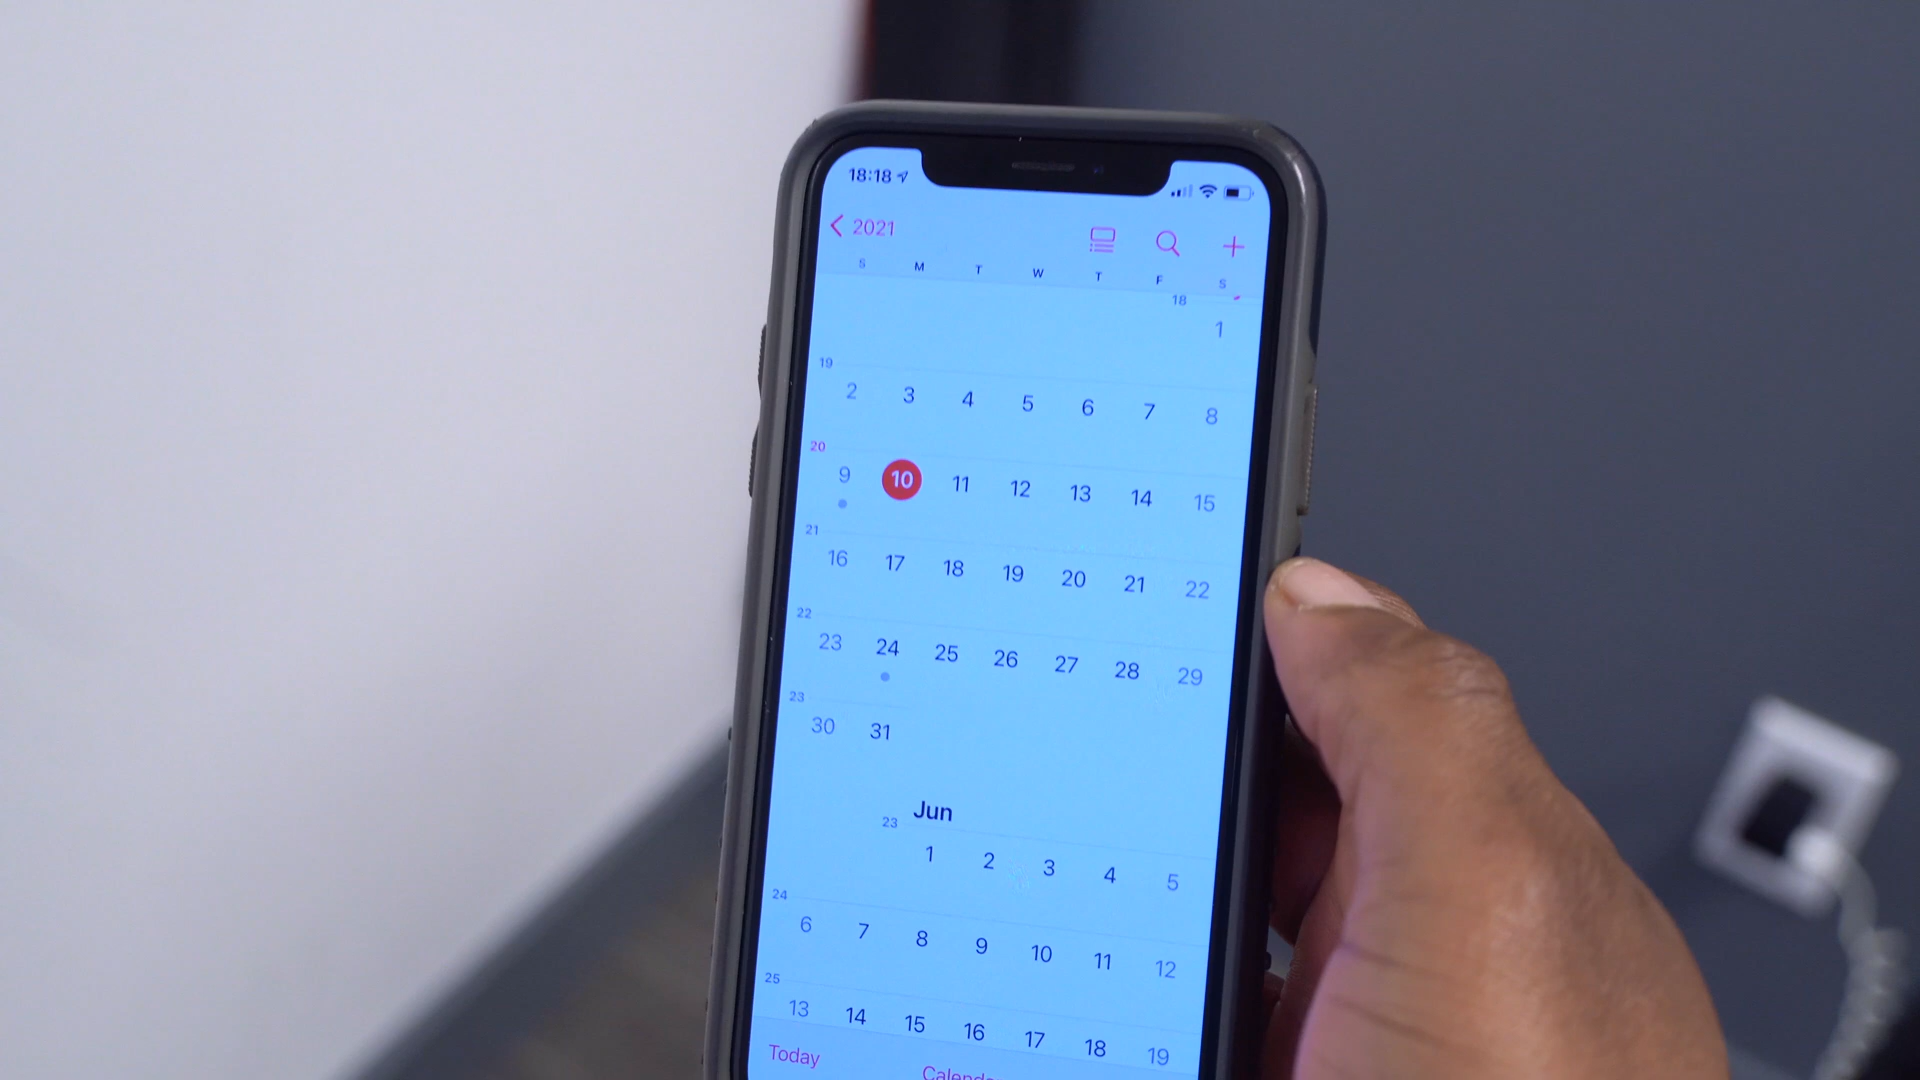 18:18
2021
S M T W T F S
18
1
19
2 3 4 5 6 7 8
20
9 10 11 12 13 14 15
21
16 17 18 19 20 21 22
22
23 24 25 26 27 28 29
23
30 31
Jun
23
1 2 3 4 5
24
6 7 8 9 10 11 12
25
13 14 15 16 17 18 19
Today